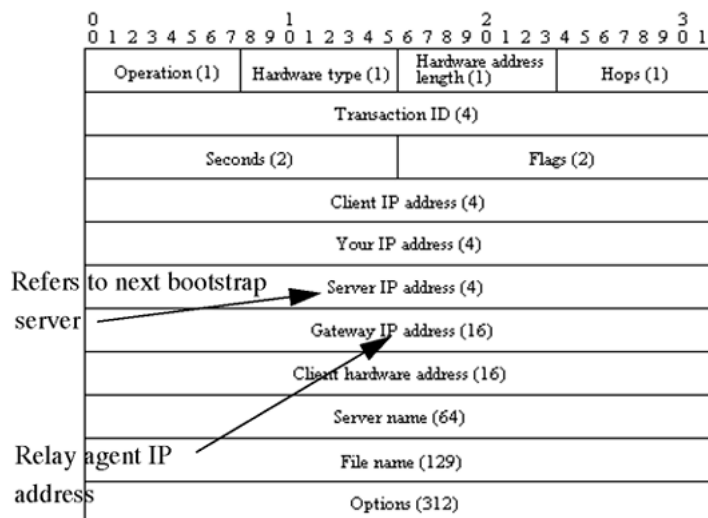 0 1 2 3
0 1 2 3 4 5 6 7 8 9 0 1 2 3 4 5 6 7 8 9 0 1 2 3 4 5 6 7 8 9 0 1
Operation (1) Hardware type (1) Hardware address length (1) Hops (1)
Transaction ID (4)
Seconds (2) Flags (2)
Client IP address (4)
Your IP address (4)
Refers to next bootstrap
server
Server IP address (4)
Gateway IP address (16)
Client hardware address (16)
Server name (64)
Relay agent IP
address
File name (129)
Options (312)